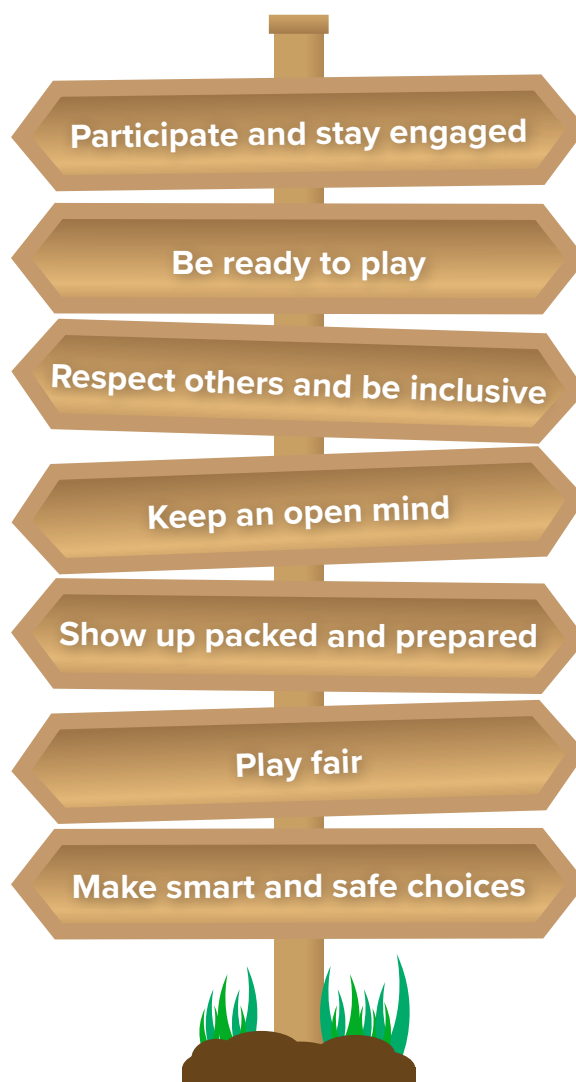 Participate and stay engaged
Be ready to play
Respect others and be inclusive
Keep an open mind
Show up packed and prepared
Play fair
Make smart and safe choices